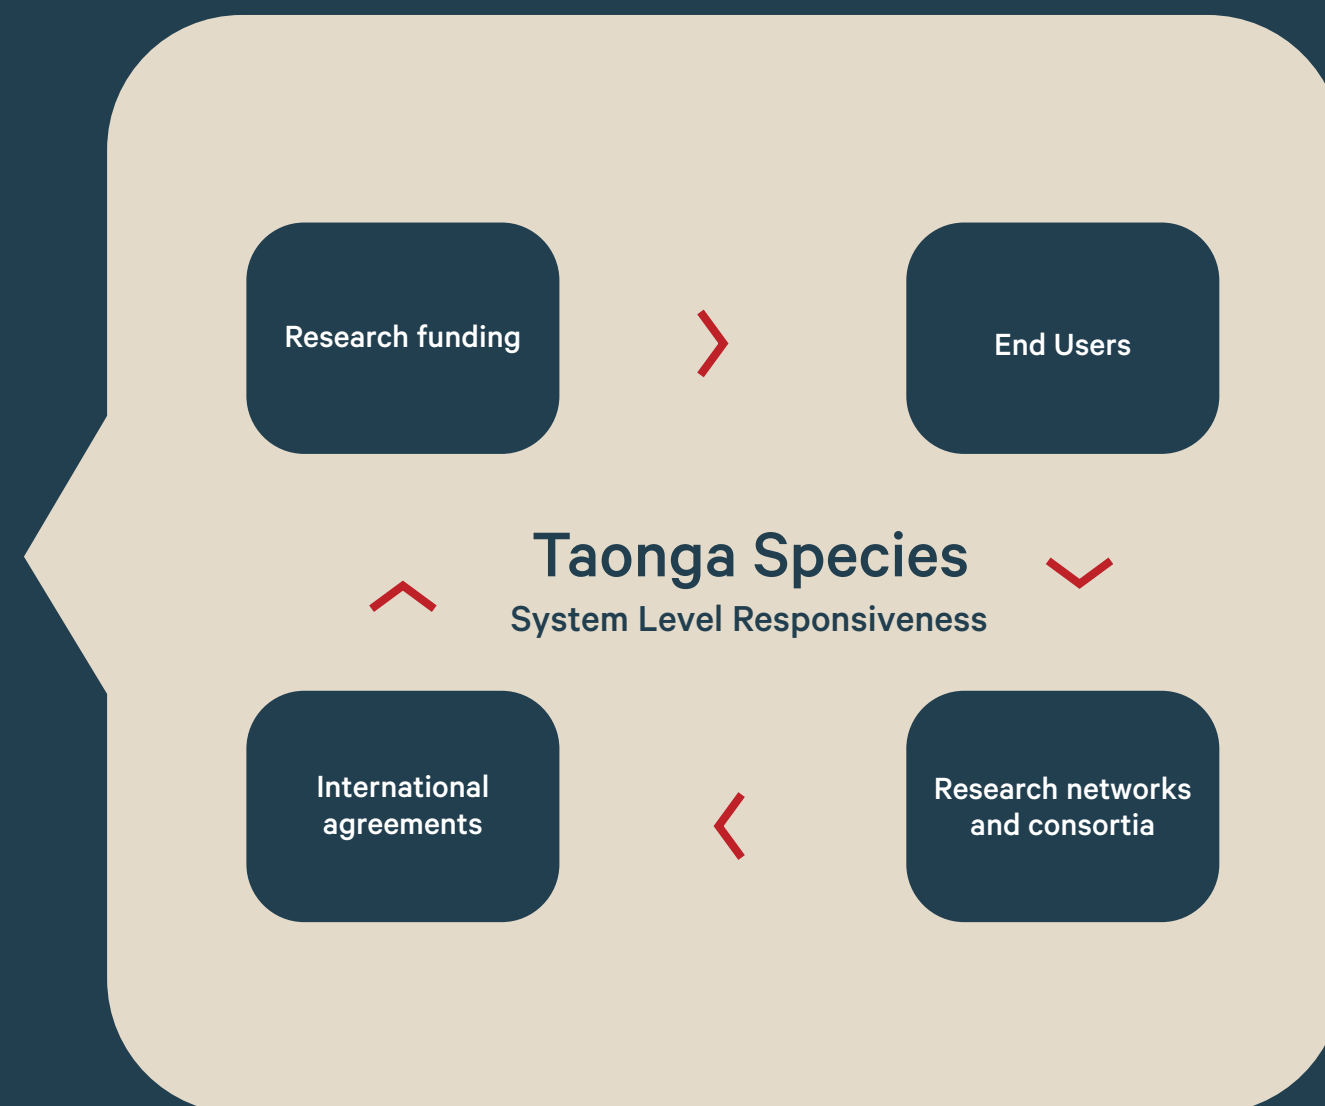 Research funding
End Users
Taonga Species
System Level Responsiveness
International
agreements
Research networks
and consortia